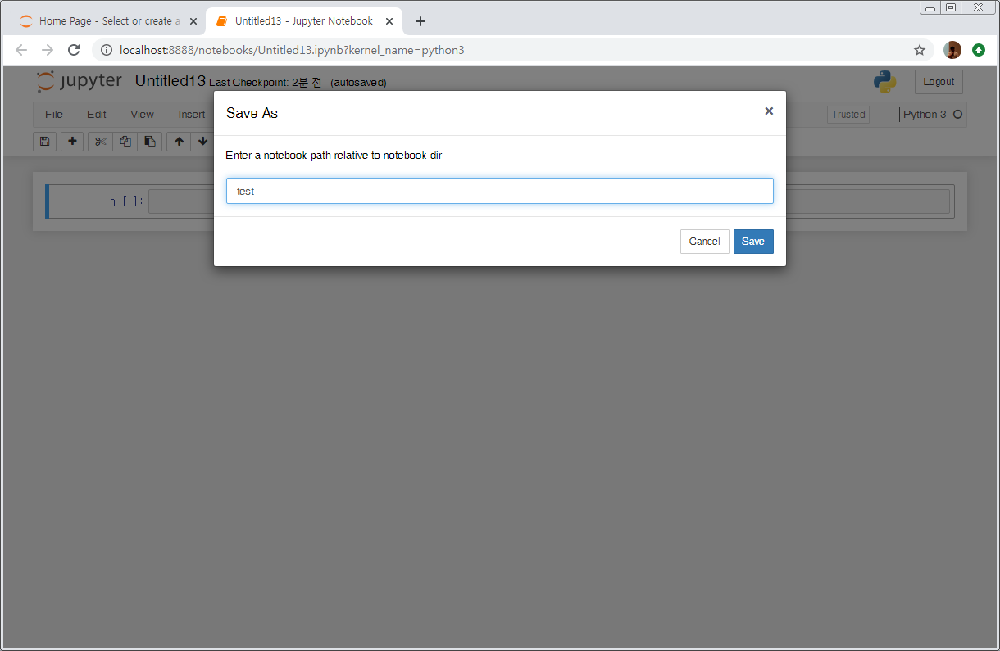 Home Page - Select or create a
Untitled13 - Jupyter Notebook
localhost:8888/notebooks/Untitled13.ipynb?kernel_name=python3
jupyter Untitled13 Last Checkpoint: 2분 전 (autosaved)
Logout
File Edit View Insert
Trusted
Python 3
Save As
Enter a notebook path relative to notebook dir
test
In [ ]:
Cancel Save